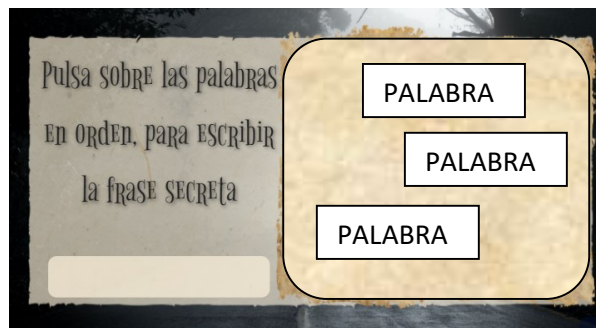 Pulsa sobre las palabras
en orden, para escribir
la frase secreta
PALABRA
PALABRA
PALABRA